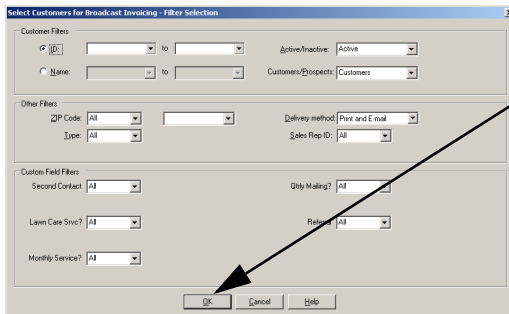 Select Customers for Broadcast Invoicing - Filter Selection
Customer Filters
ID: to Active/Inactive: Active
Name: to Customers/Prospects: Customers
Other Filters
ZIP Code: All Delivery method: Print and E-mail
Type: All Sales Rep ID: All
Custom Field Filters
Second Contact All Qtrly Mailing? All
Lawn Care Srvc? All Referral All
Monthly Service? All
OK Cancel Help